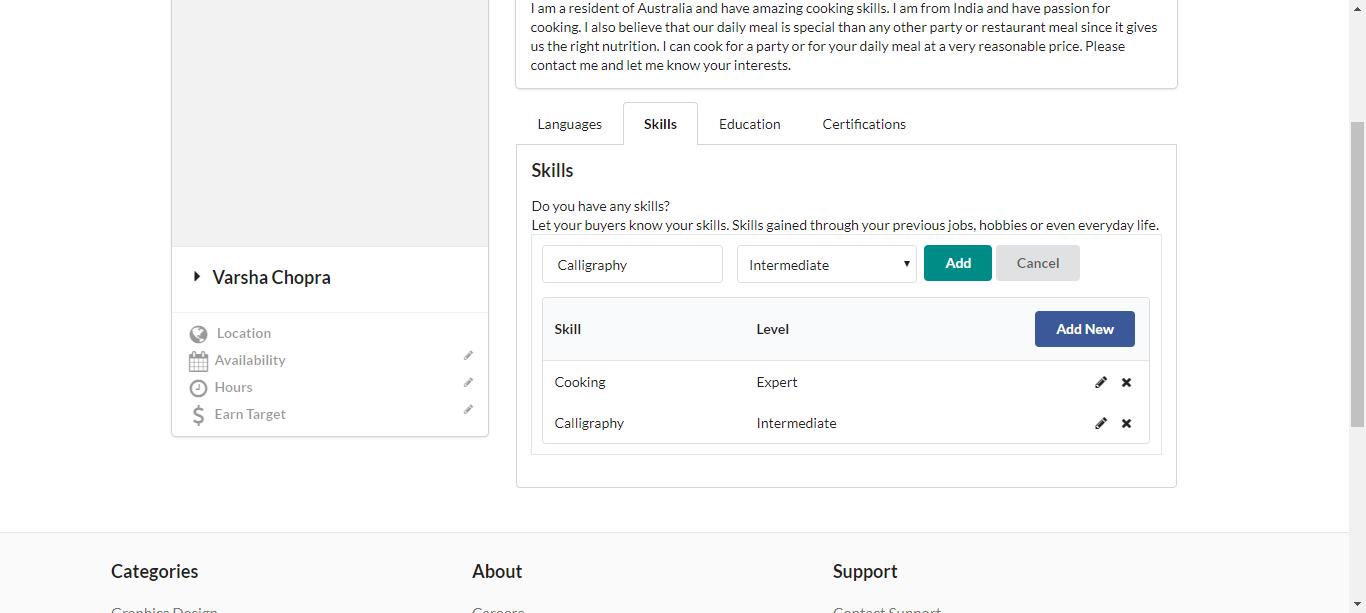 I am a resident of Australia and have amazing cooking skills. I am from India and have passion for
cooking. I also believe that our daily meal is special than any other party or restaurant meal since it gives
us the right nutrition. I can cook for a party or for your daily meal at a very reasonable price. Please
contact me and let me know your interests.
Languages Skills Education Certifications
Skills
Do you have any skills?
Let your buyers know your skills. Skills gained through your previous jobs, hobbies or even everyday life.
Calligraphy Intermediate Add Cancel
Skill Level Add New
Cooking Expert
Calligraphy Intermediate
Varsha Chopra
Location
Availability
Hours
Earn Target
Categories About Support
Graphics Design Careers Contact Support